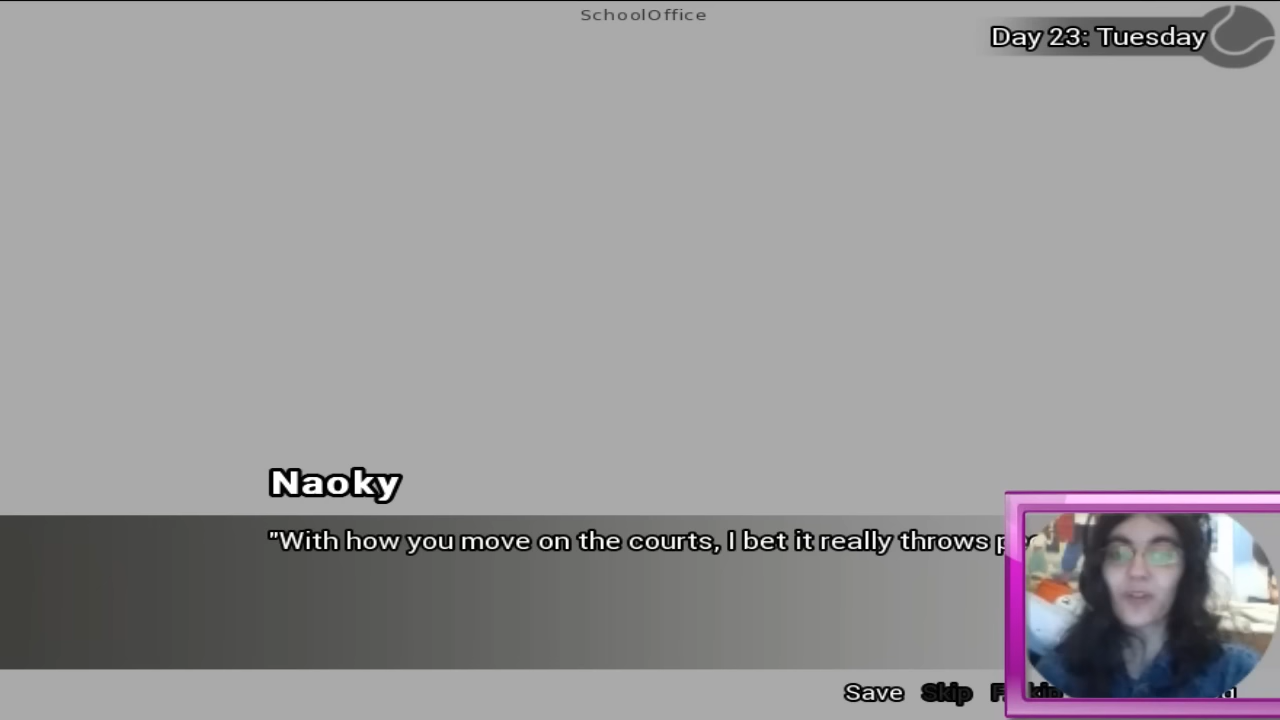 SchoolOffice
Day 23: Tuesday
Naoky
"With how you move on the courts, I bet it really throws
Save Skip